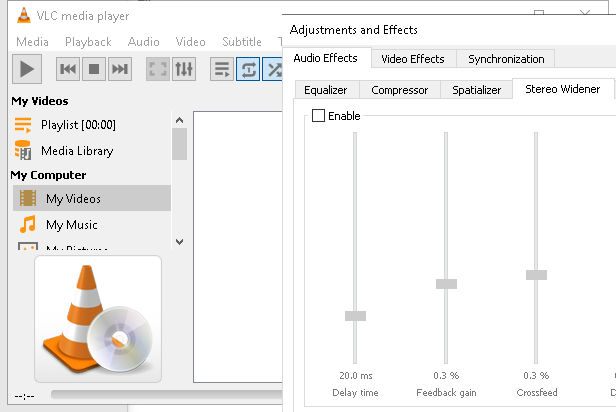 VLC media player
Media Playback Audio Video Subtitle
My Videos
Playlist [00:00]
Media Library
My Computer
My Videos
My Music
My Pictures
--:--
Adjustments and Effects
Audio Effects Video Effects Synchronization
Equalizer Compressor Spatializer Stereo Widener
Enable
20.0 ms 0.3 % 0.3 %
Delay time Feedback gain Crossfeed